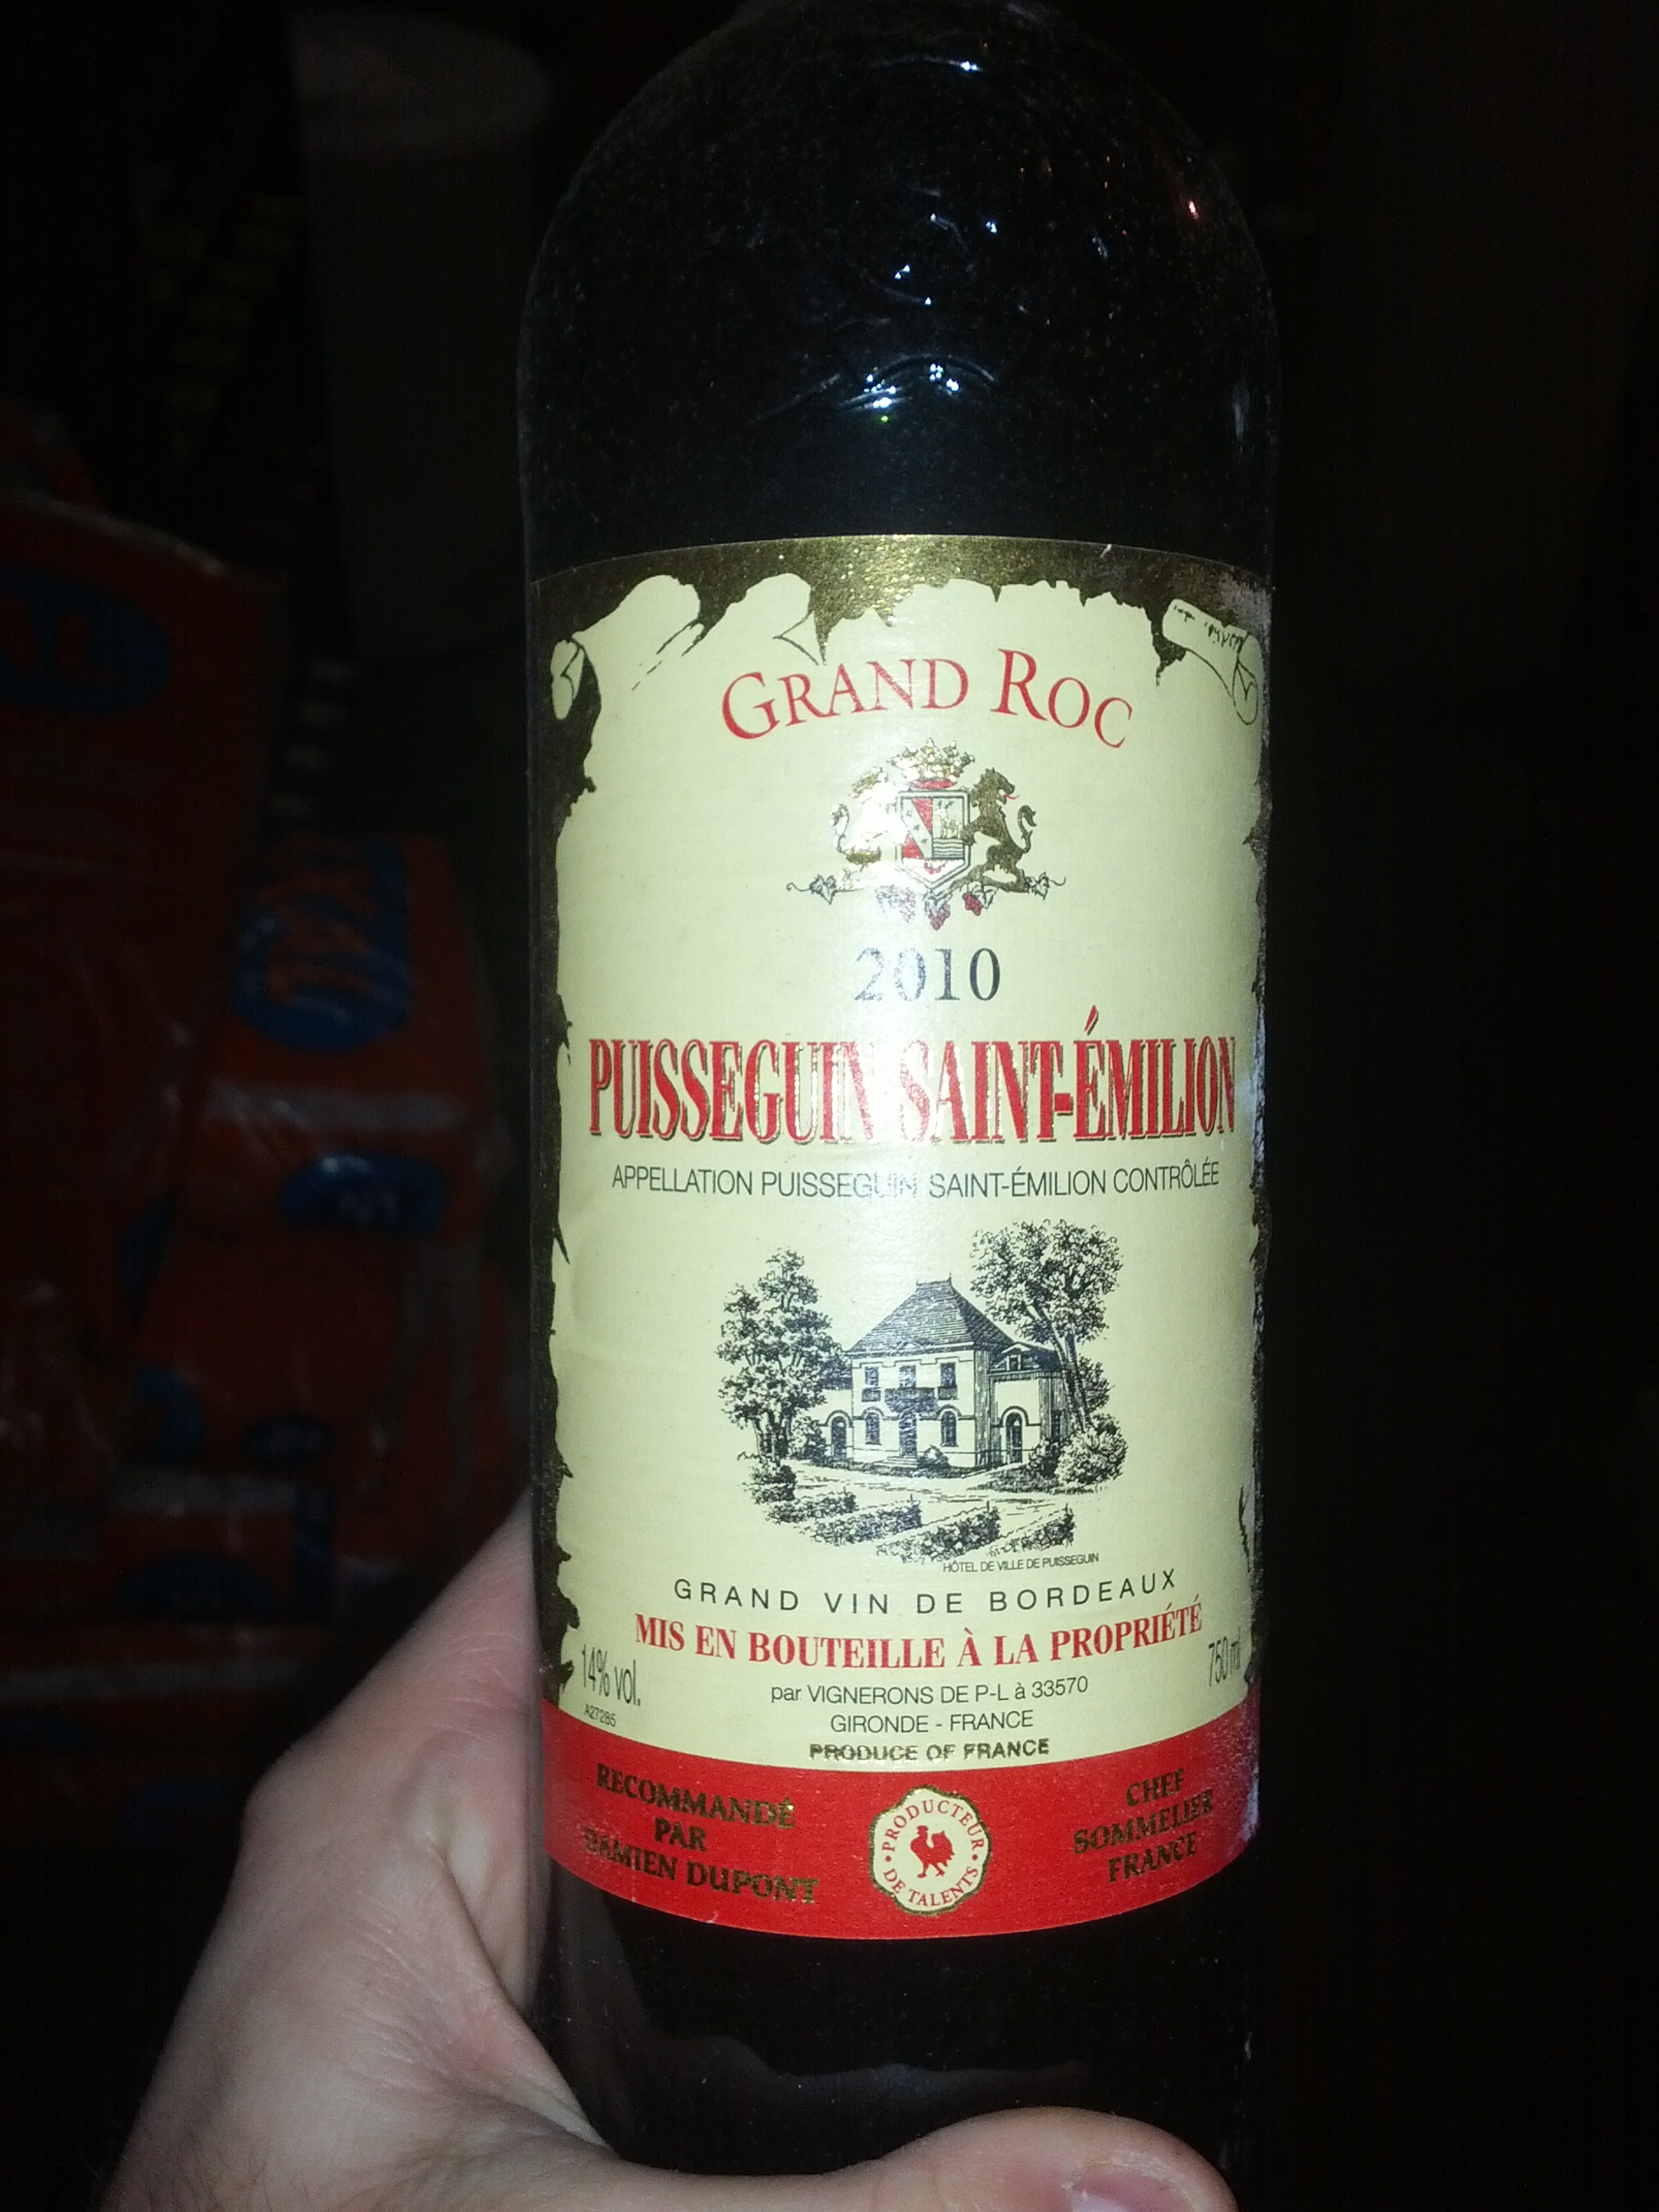 GRAND ROC
2010
PUISSEGUIN SAINT-ÉMILION
APPELLATION PUISSEGUIN SAINT-ÉMILION CONTRÔLÉE
HÔTEL DE VILLE DE PUISSEGUIN
GRAND VIN DE BORDEAUX
MIS EN BOUTEILLE À LA PROPRIÉTÉ
14% vol.
750 ml
A27285
par VIGNERONS DE P-L à 33570
GIRONDE - FRANCE
PRODUCE OF FRANCE
RECOMMANDÉ
PAR
DAMIEN DUPONT
PRODUCTEUR
DE TALENTS
CHEF
SOMMELIER
FRANCE